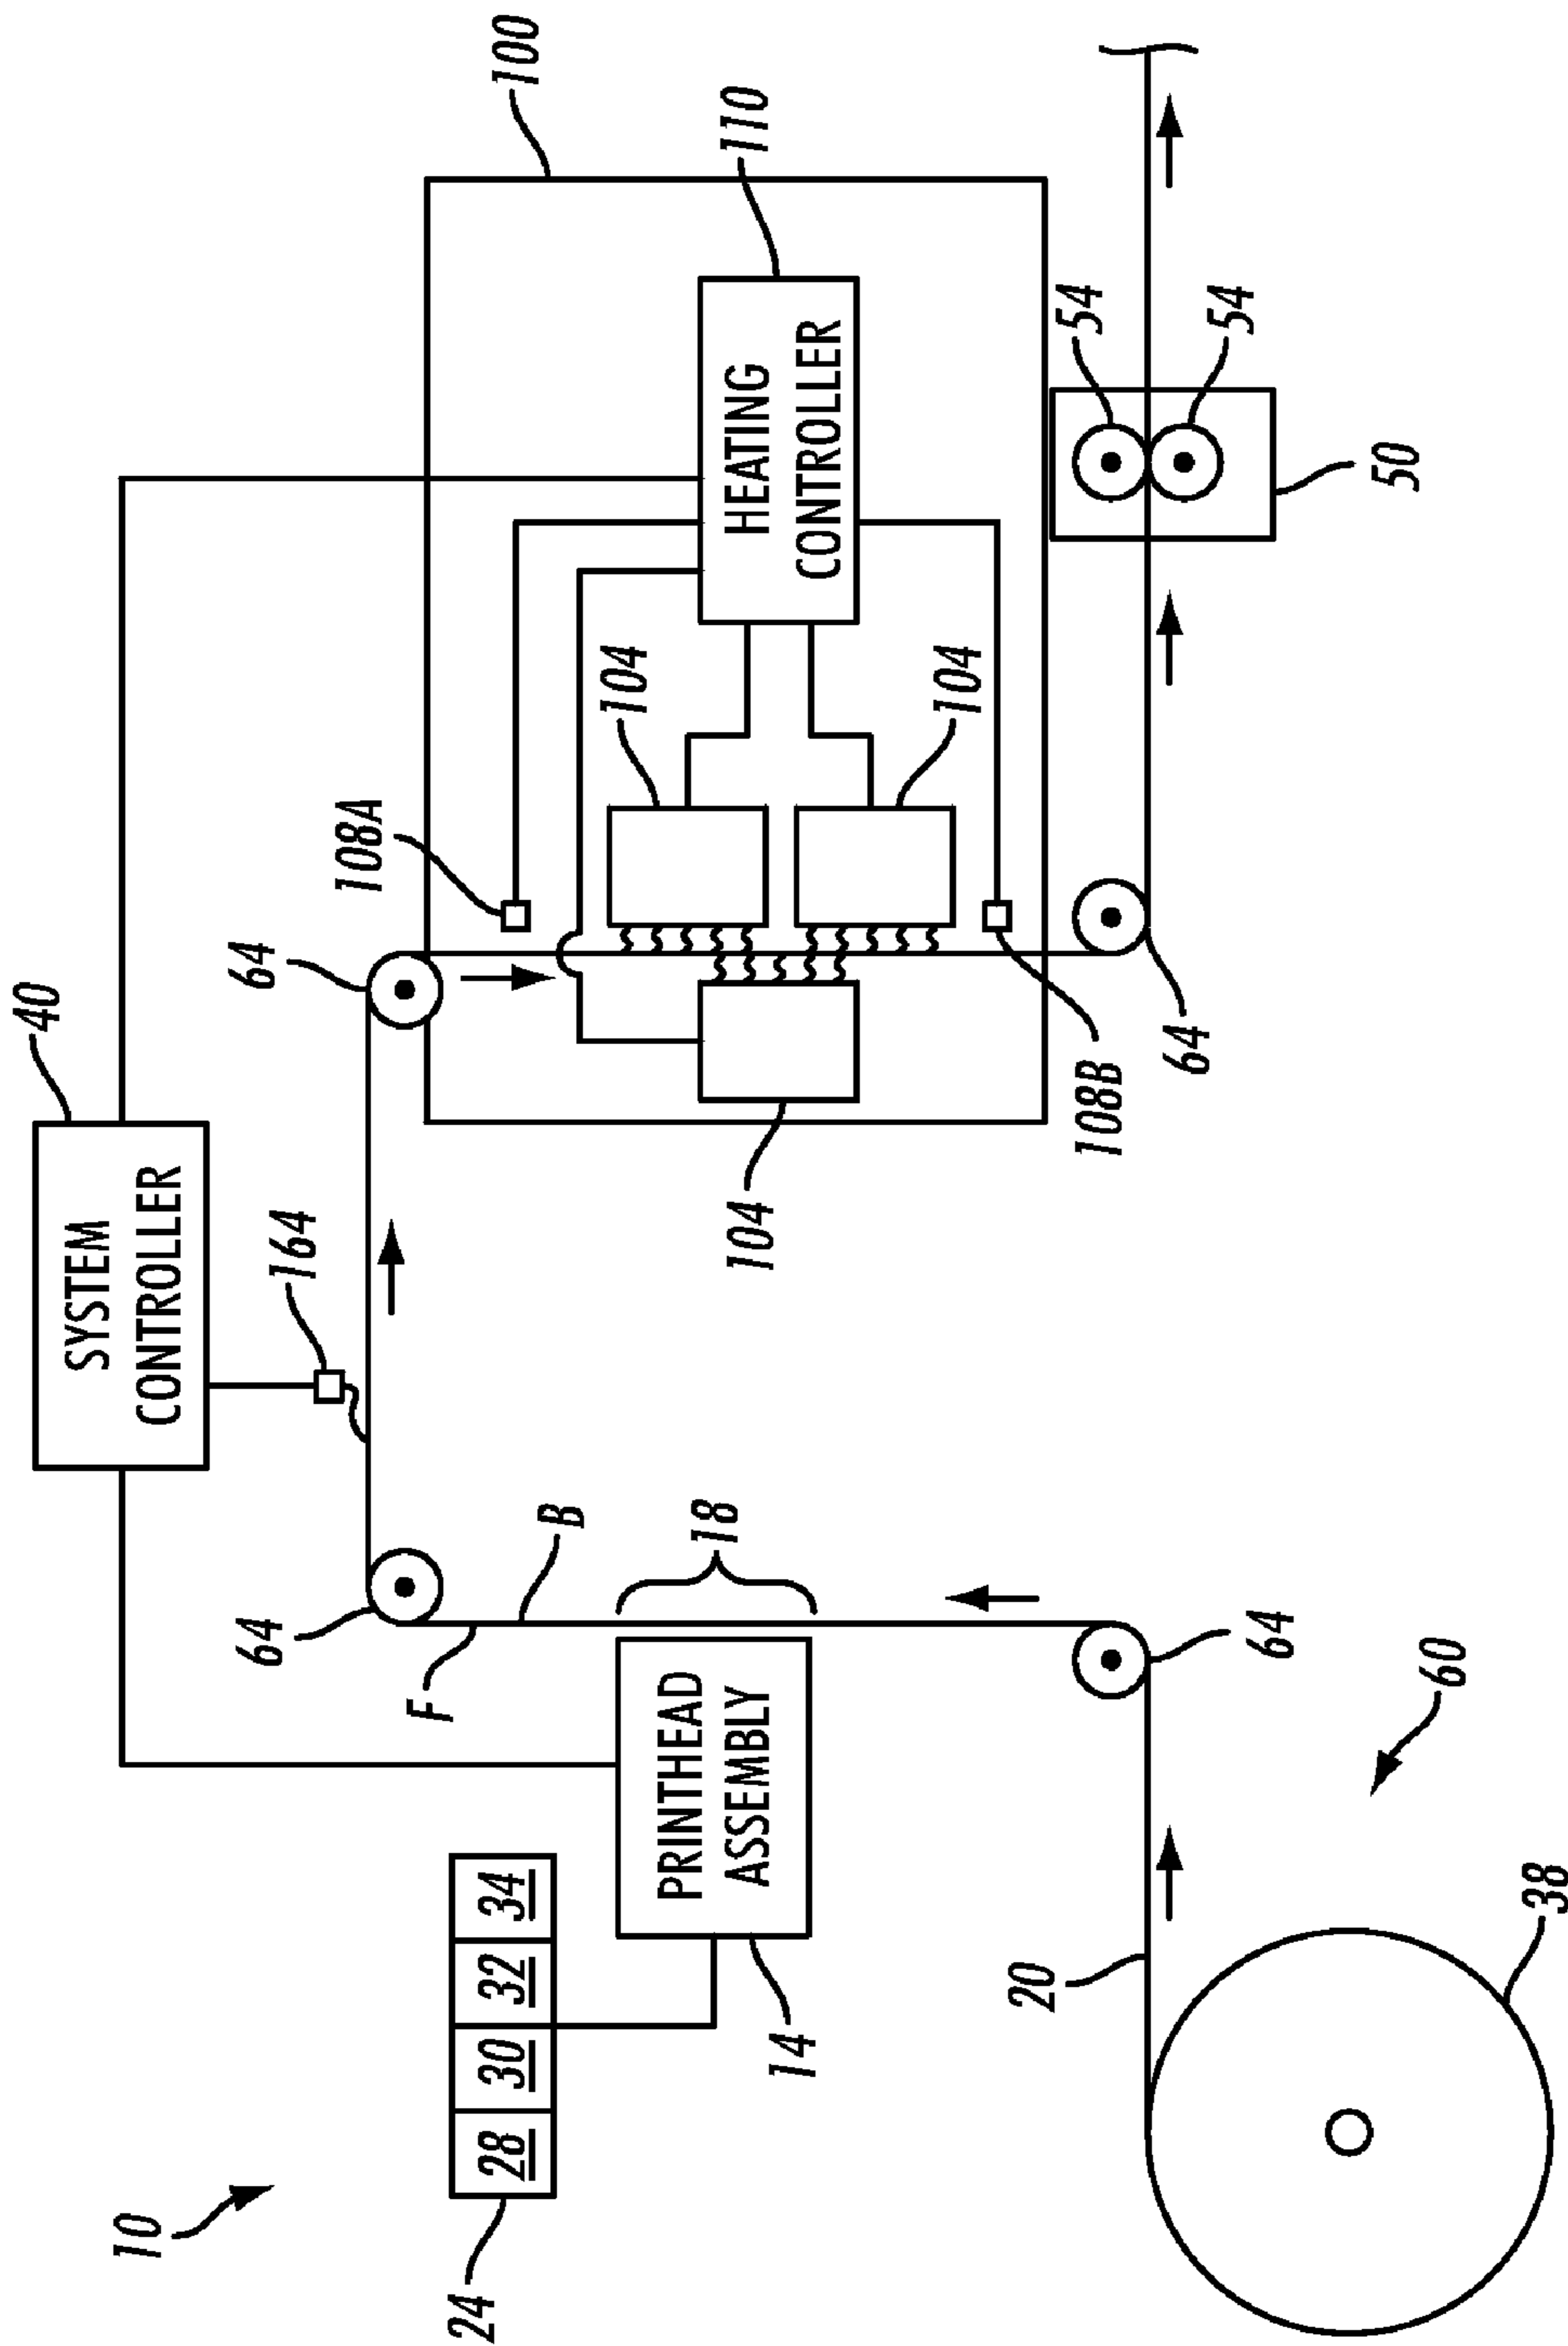 10
24
28
30
32
34
14
PRINTHEAD
ASSEMBLY
F
B
18
64
SYSTEM
CONTROLLER
40
164
64
108A
100
110
HEATING
CONTROLLER
104
104
104
108B
64
54
54
50
20
38
60
64